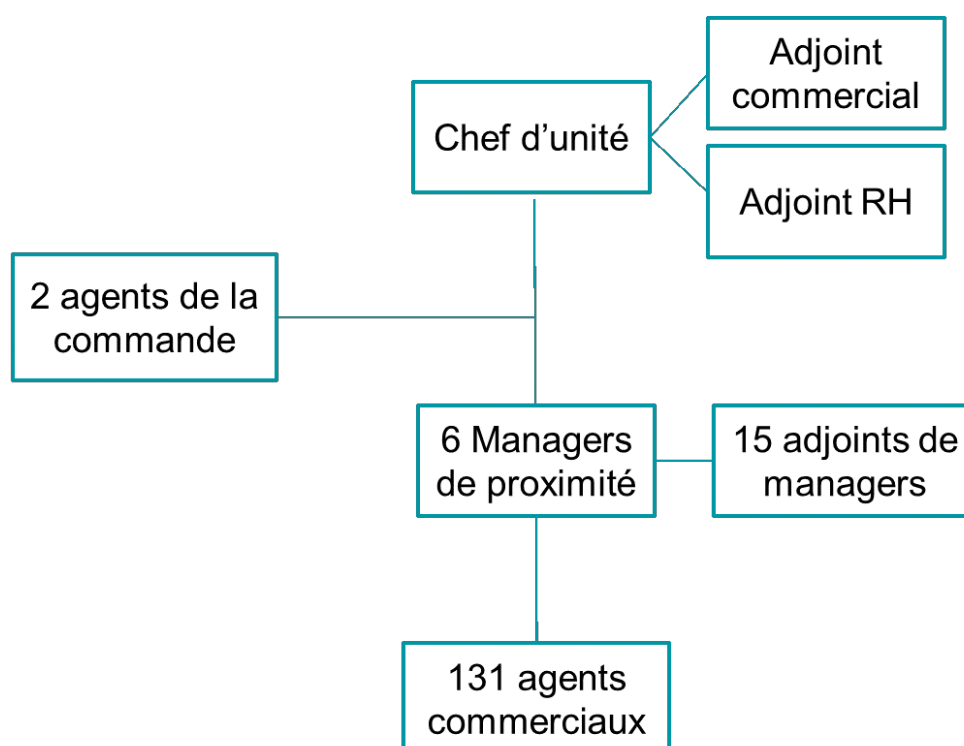 Adjoint
commercial
Chef d’unité
Adjoint RH
2 agents de la
commande
6 Managers
de proximité
15 adjoints de
managers
131 agents
commerciaux